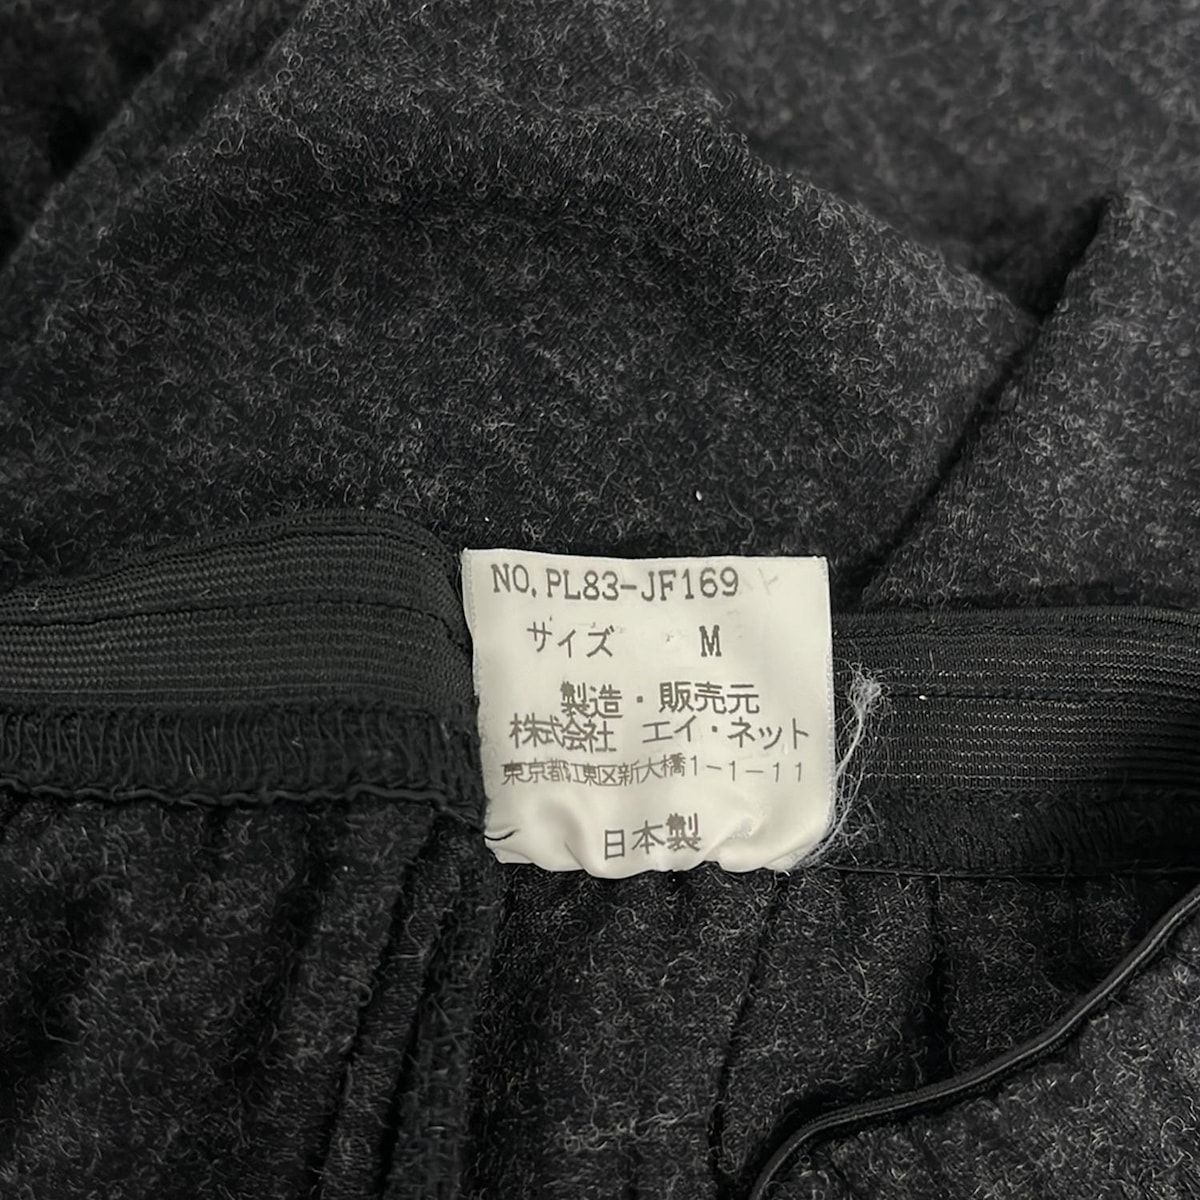 NO. PL83-JF169
サイズ M
製造・販売元
株式会社 エイ・ネット
東京都江東区新大橋1-1-11
日本製